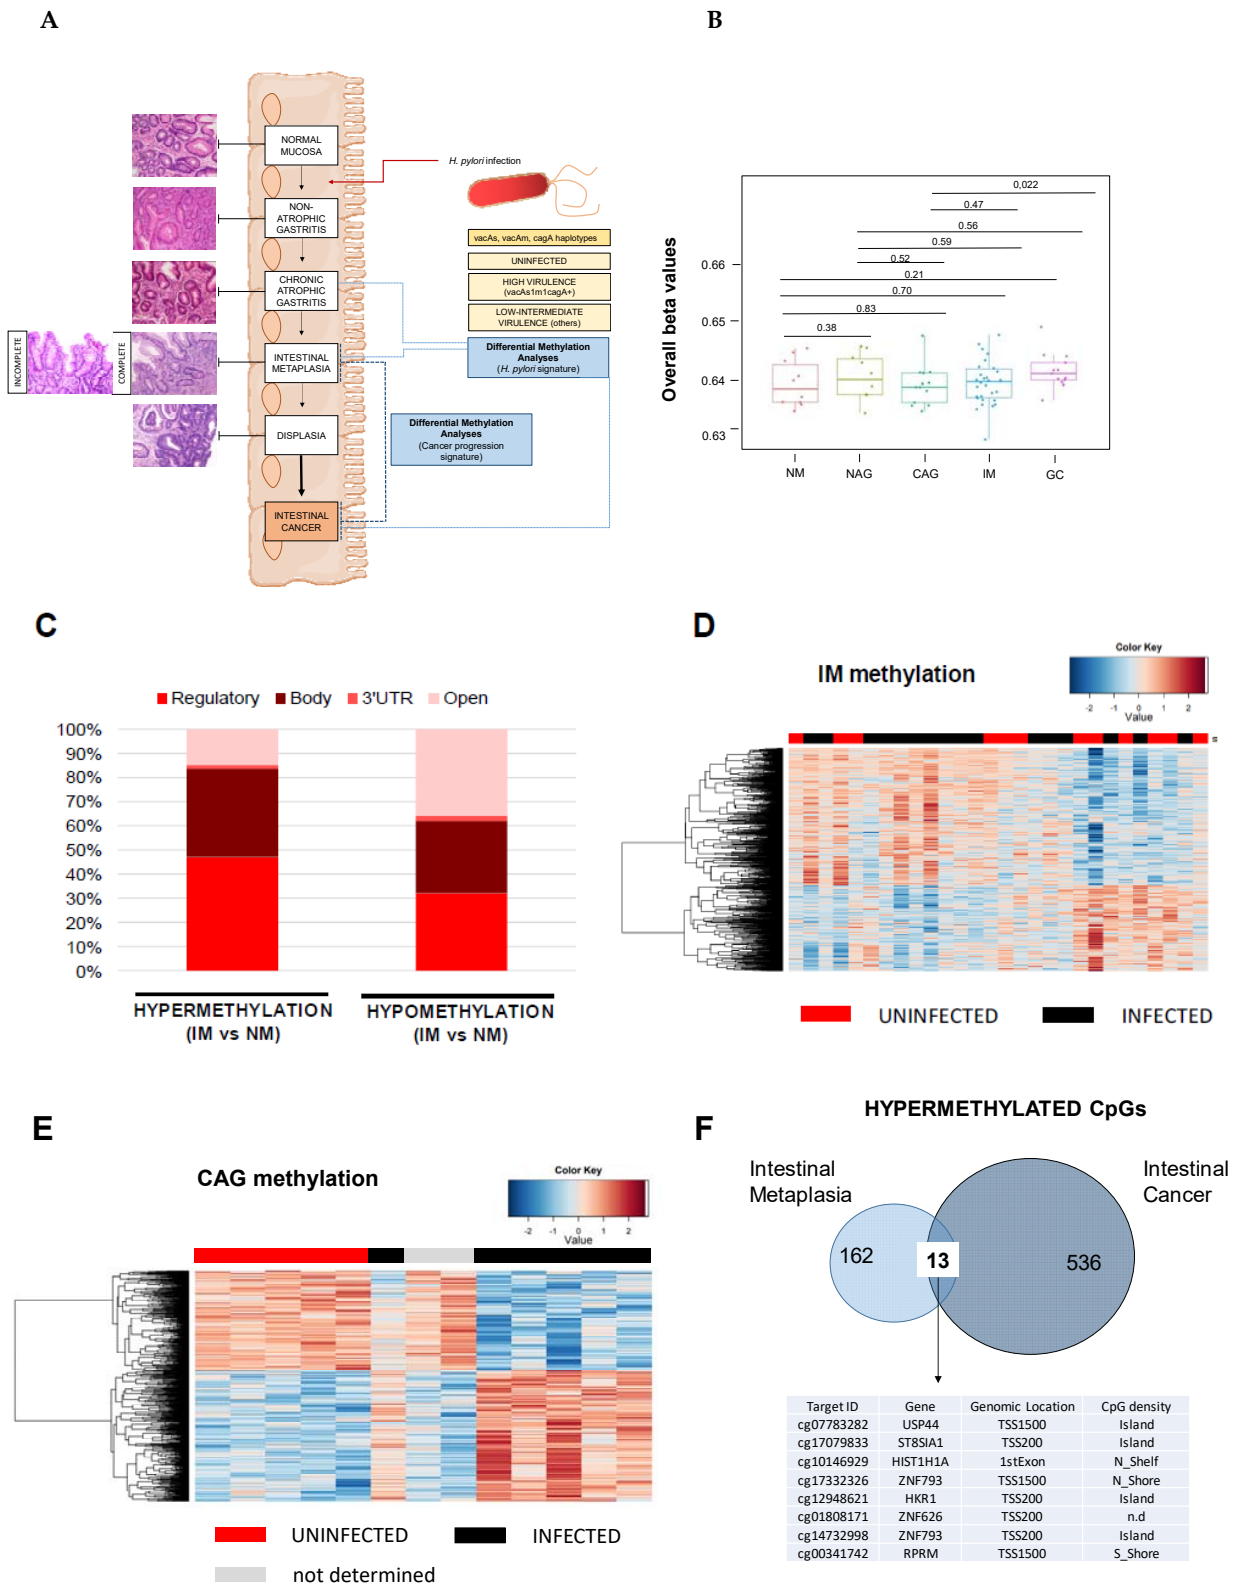 A
B
NORMAL
MUCOSA
NON-
ATROPHIC
GASTRITIS
CHRONIC
ATROPHIC
GASTRITIS
INCOMPLETE
COMPLETE
INTESTINAL
METAPLASIA
DISPLASIA
INTESTINAL
CANCER
H. pylori infection
vacAs, vacAm, cagA haplotypes
UNINFECTED
HIGH VIRULENCE
(vacAs1m1cagA+)
LOW-INTERMEDIATE
VIRULENCE (others)
Differential Methylation
Analyses
(H. pylori signature)
Differential Methylation
Analyses
(Cancer progression
signature)
Overall beta values
0,022
0.47
0.56
0.59
0.52
0.21
0.70
0.83
0.38
0.66
0.65
0.64
0.63
NM NAG CAG IM GC
C
Regulatory Body 3'UTR Open
100%
90%
80%
70%
60%
50%
40%
30%
20%
10%
0%
HYPERMETHYLATION
(IM vs NM)
HYPOMETHYLATION
(IM vs NM)
D
IM methylation
Color Key
-2 -1 0 1 2
Value
UNINFECTED INFECTED
E
CAG methylation
Color Key
-2 -1 0 1 2
Value
UNINFECTED INFECTED
not determined
F
HYPERMETHYLATED CpGs
Intestinal
Metaplasia
Intestinal
Cancer
162 13 536
Target ID Gene Genomic Location CpG density
cg07783282 USP44 TSS1500 Island
cg17079833 ST8SIA1 TSS200 Island
cg10146929 HIST1H1A 1stExon N_Shelf
cg17332326 ZNF793 TSS1500 N_Shore
cg12948621 HKR1 TSS200 Island
cg01808171 ZNF626 TSS200 n.d
cg14732998 ZNF793 TSS200 Island
cg00341742 RPRM TSS1500 S_Shore